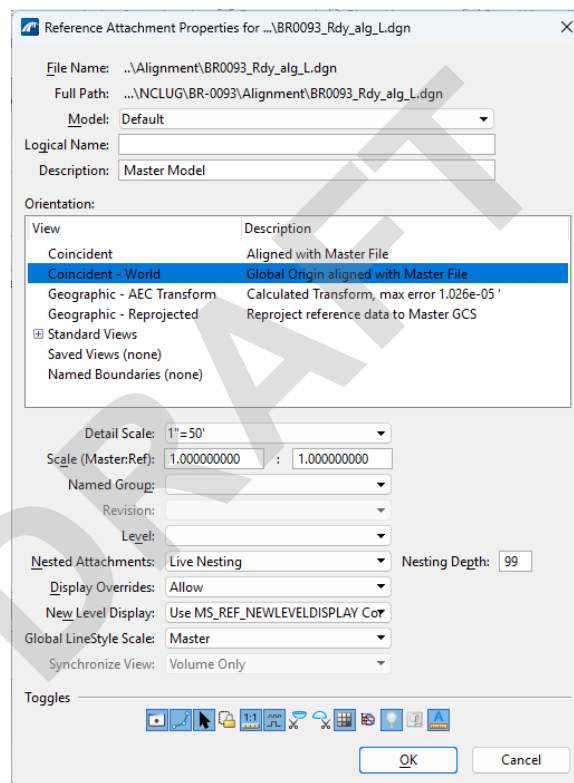 Reference Attachment Properties for ...\BR0093_Rdy_alg_L.dgn
File Name: ..\Alignment\BR0093_Rdy_alg_L.dgn
Full Path: ...\NCLUG\BR-0093\Alignment\BR0093_Rdy_alg_L.dgn
Model: Default
Logical Name:
Description: Master Model
Orientation:
View Description
Coincident Aligned with Master File
Coincident - World Global Origin aligned with Master File
Geographic - AEC Transform Calculated Transform, max error 1.026e-05 '
Geographic - Reprojected Reproject reference data to Master GCS
Standard Views
Saved Views (none)
Named Boundaries (none)
Detail Scale: 1"=50'
Scale (Master:Ref): 1.000000000 : 1.000000000
Named Group:
Revision:
Level:
Nested Attachments: Live Nesting Nesting Depth: 99
Display Overrides: Allow
New Level Display: Use MS_REF_NEWLEVELDISPLAY Co
Global LineStyle Scale: Master
Synchronize View: Volume Only
Toggles
1:1 A
OK Cancel
DRAFT